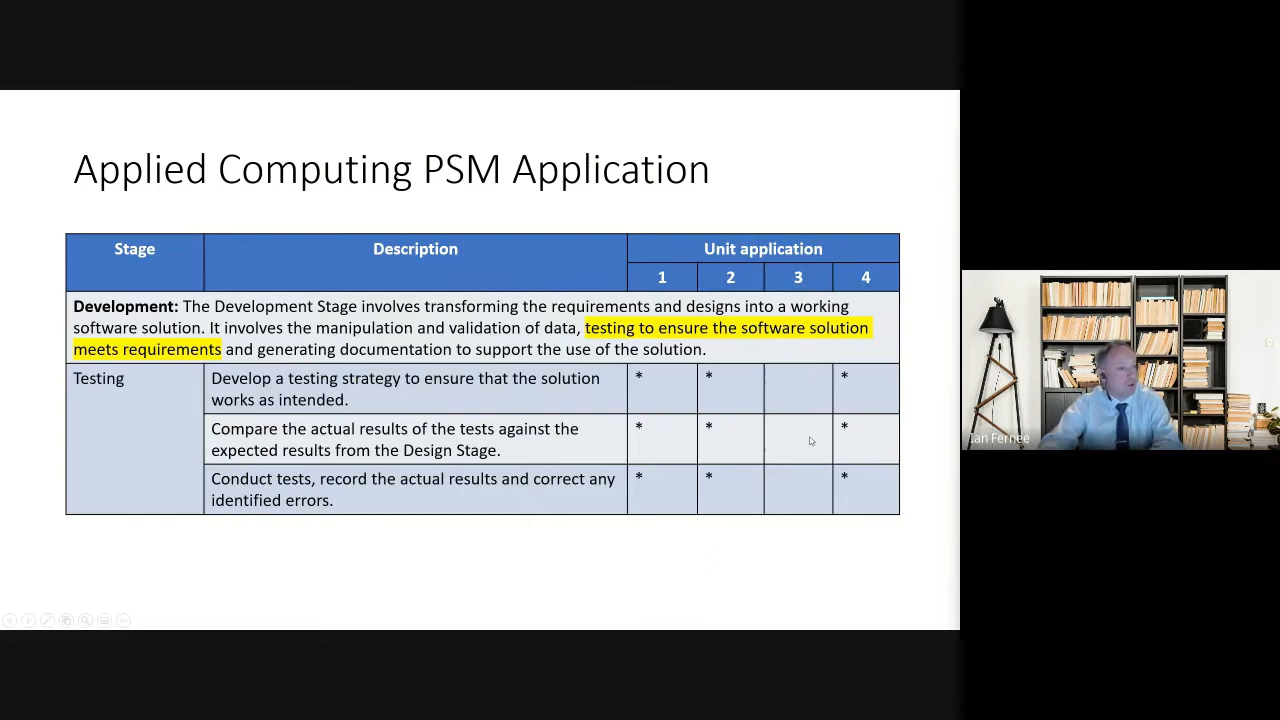 Applied Computing PSM Application
Stage Description Unit application
1 2 3 4
Development: The Development Stage involves transforming the requirements and designs into a working
software solution. It involves the manipulation and validation of data, testing to ensure the software solution
meets requirements and generating documentation to support the use of the solution.
Testing Develop a testing strategy to ensure that the solution * * *
works as intended.
Compare the actual results of the tests against the * * *
expected results from the Design Stage.
Conduct tests, record the actual results and correct any * * *
identified errors.
Ian Fernee